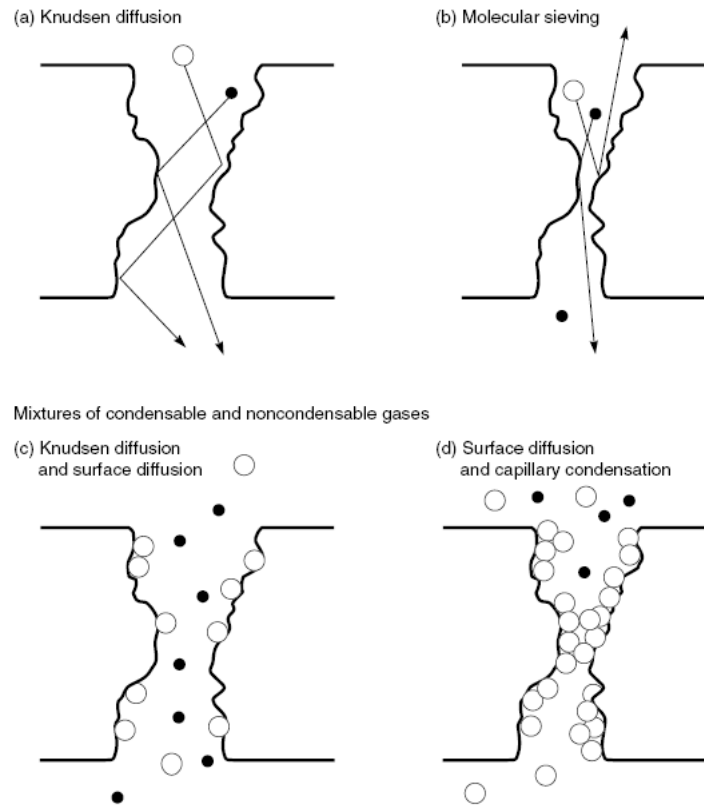 (a) Knudsen diffusion
(b) Molecular sieving
Mixtures of condensable and noncondensable gases
(c) Knudsen diffusion
and surface diffusion
(d) Surface diffusion
and capillary condensation